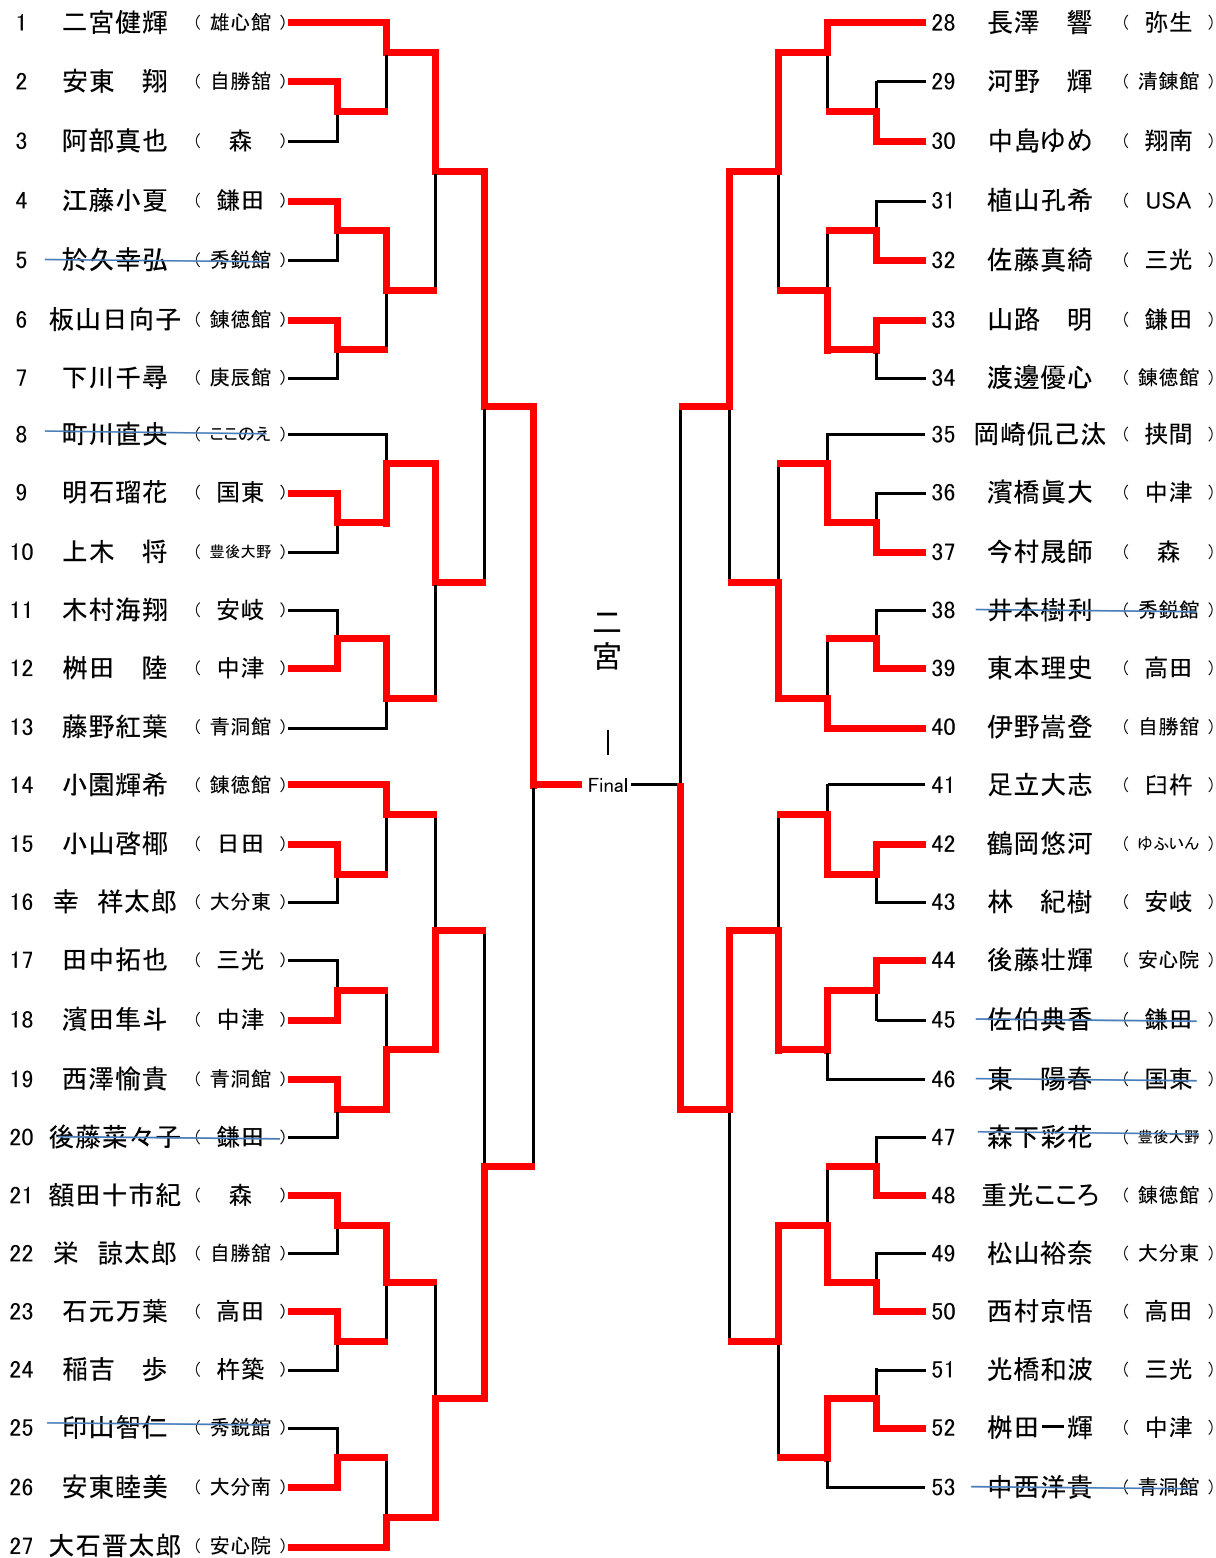 1 二宮健輝 （ 雄心館 ）
2 安東　翔 （ 自勝舘 ）
3 阿部真也 （ 森 ）
4 江藤小夏 （ 鎌田 ）
5 於久幸弘 （ 秀鋭館 ）
6 板山日向子 （ 錬徳館 ）
7 下川千尋 （ 庚辰館 ）
8 町川直央 （ ここのえ ）
9 明石瑠花 （ 国東 ）
10 上木　将 （ 豊後大野 ）
11 木村海翔 （ 安岐 ）
12 桝田　陸 （ 中津 ）
13 藤野紅葉 （ 青洞館 ）
14 小園輝希 （ 錬徳館 ）
15 小山啓椰 （ 日田 ）
16 幸　祥太郎 （ 大分東 ）
17 田中拓也 （ 三光 ）
18 濱田隼斗 （ 中津 ）
19 西澤愉貴 （ 青洞館 ）
20 後藤菜々子 （ 鎌田 ）
21 額田十市紀 （ 森 ）
22 栄　諒太郎 （ 自勝舘 ）
23 石元万葉 （ 高田 ）
24 稲吉　歩 （ 杵築 ）
25 印山智仁 （ 秀鋭館 ）
26 安東睦美 （ 大分南 ）
27 大石晋太郎 （ 安心院 ）
二宮 ー
Final
28 長澤　響 （ 弥生 ）
29 河野　輝 （ 清錬館 ）
30 中島ゆめ （ 翔南 ）
31 植山孔希 （ USA ）
32 佐藤真綺 （ 三光 ）
33 山路　明 （ 鎌田 ）
34 渡邊優心 （ 錬徳館 ）
35 岡崎侃己汰 （ 挾間 ）
36 濱橋眞大 （ 中津 ）
37 今村晟師 （ 森 ）
38 井本樹利 （ 秀鋭館 ）
39 東本理史 （ 高田 ）
40 伊野嵩登 （ 自勝舘 ）
41 足立大志 （ 臼杵 ）
42 鶴岡悠河 （ ゆふいん ）
43 林　紀樹 （ 安岐 ）
44 後藤壮輝 （ 安心院 ）
45 佐伯典香 （ 鎌田 ）
46 東　陽春 （ 国東 ）
47 森下彩花 （ 豊後大野 ）
48 重光こころ （ 錬徳館 ）
49 松山裕奈 （ 大分東 ）
50 西村京悟 （ 高田 ）
51 光橋和波 （ 三光 ）
52 桝田一輝 （ 中津 ）
53 中西洋貴 （ 青洞館 ）